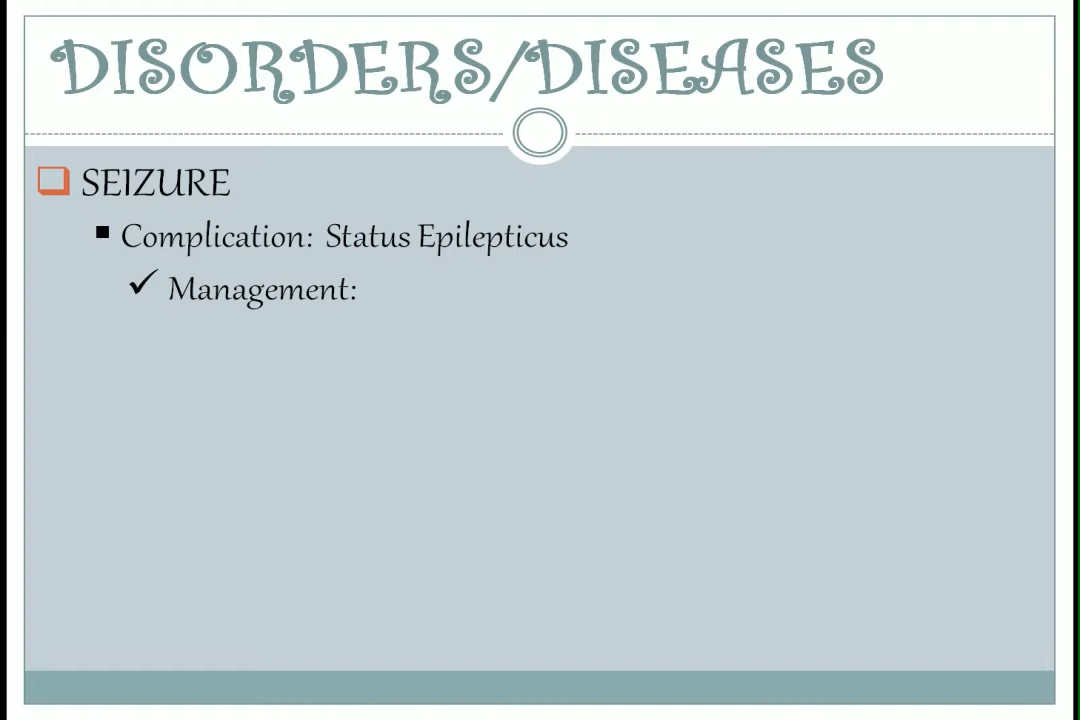 DISORDERS/DISEASES
SEIZURE
Complication: Status Epilepticus
Management: